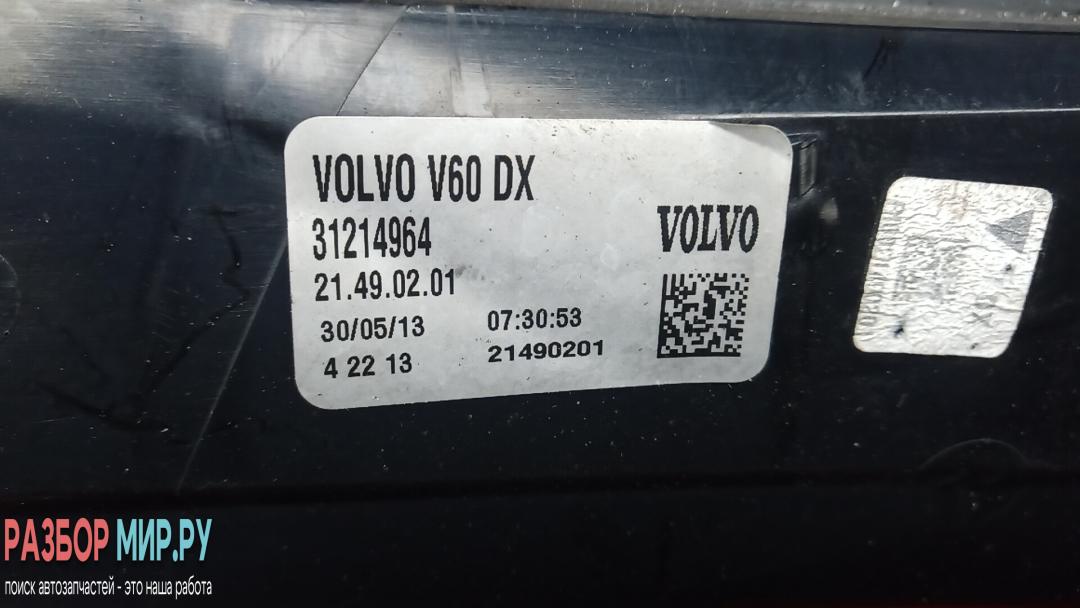 VOLVO V60 DX
31214964
21.49.02.01
30/05/13 07:30:53
4 22 13 21490201
VOLVO
РАЗБОР МИР.РУ
поиск автозапчастей - это наша работа